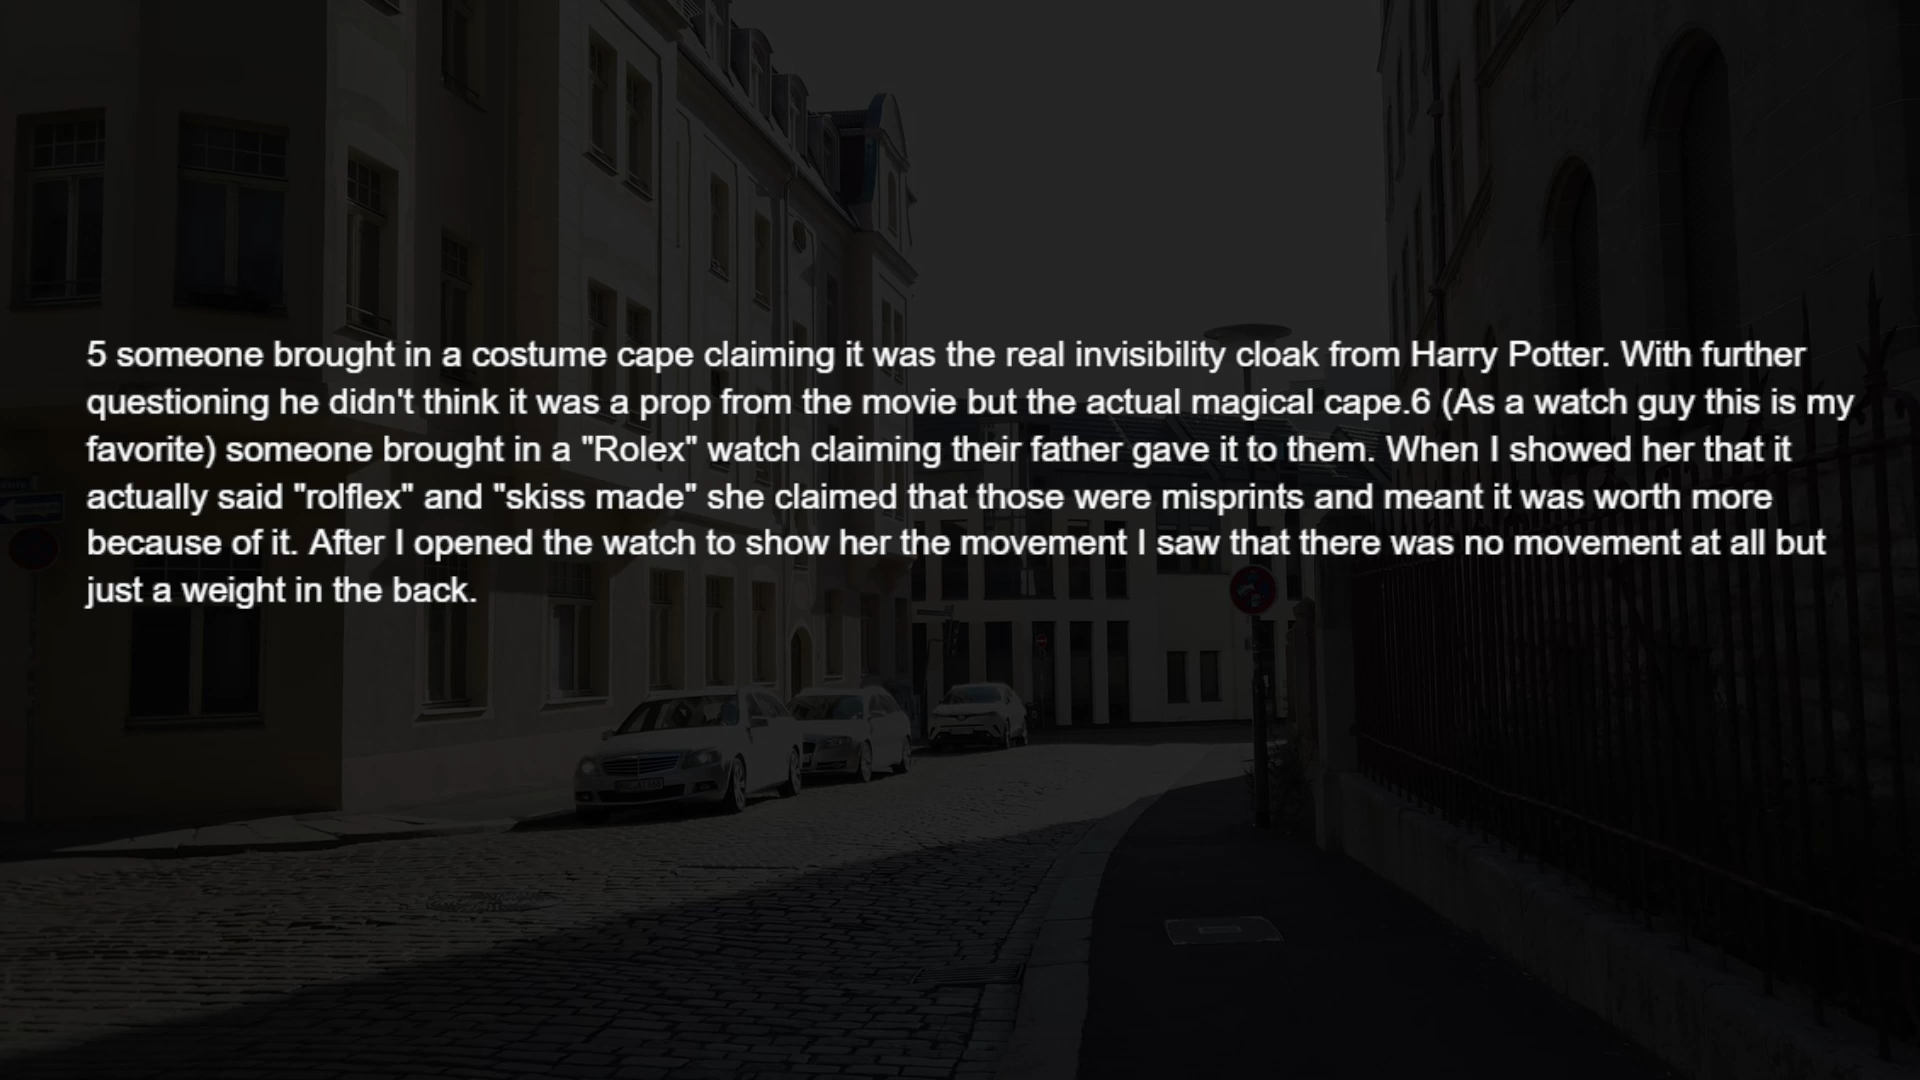 5 someone brought in a costume cape claiming it was the real invisibility cloak from Harry Potter. With further
questioning he didn't think it was a prop from the movie but the actual magical cape.6 (As a watch guy this is my
favorite) someone brought in a "Rolex" watch claiming their father gave it to them. When I showed her that it
actually said "rolflex" and "skiss made" she claimed that those were misprints and meant it was worth more
because of it. After I opened the watch to show her the movement I saw that there was no movement at all but
just a weight in the back.